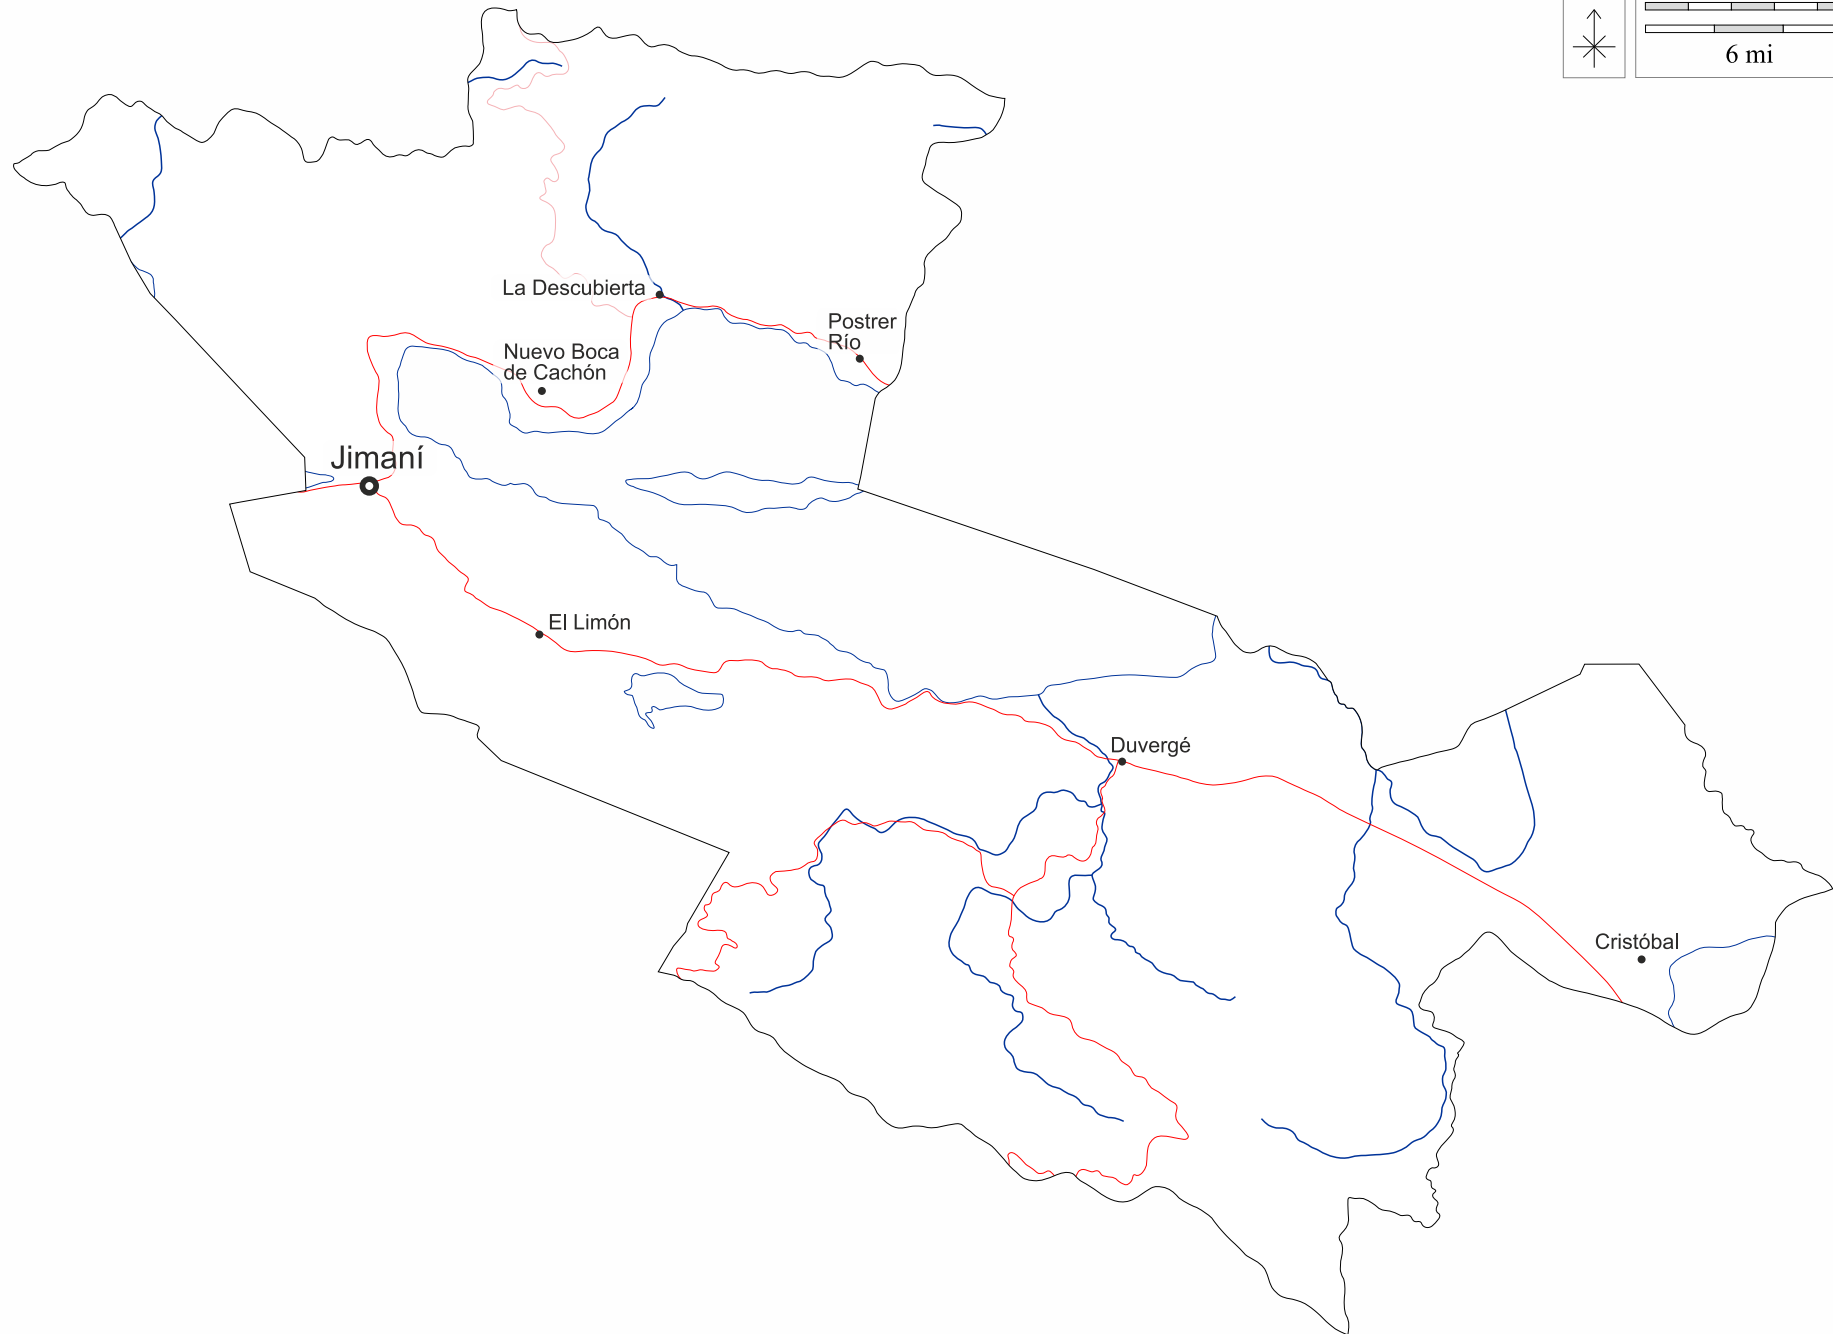 6 mi
La Descubierta
Postrer
Río
Nuevo Boca
de Cachón
Jimaní
El Limón
Duvergé
Cristóbal